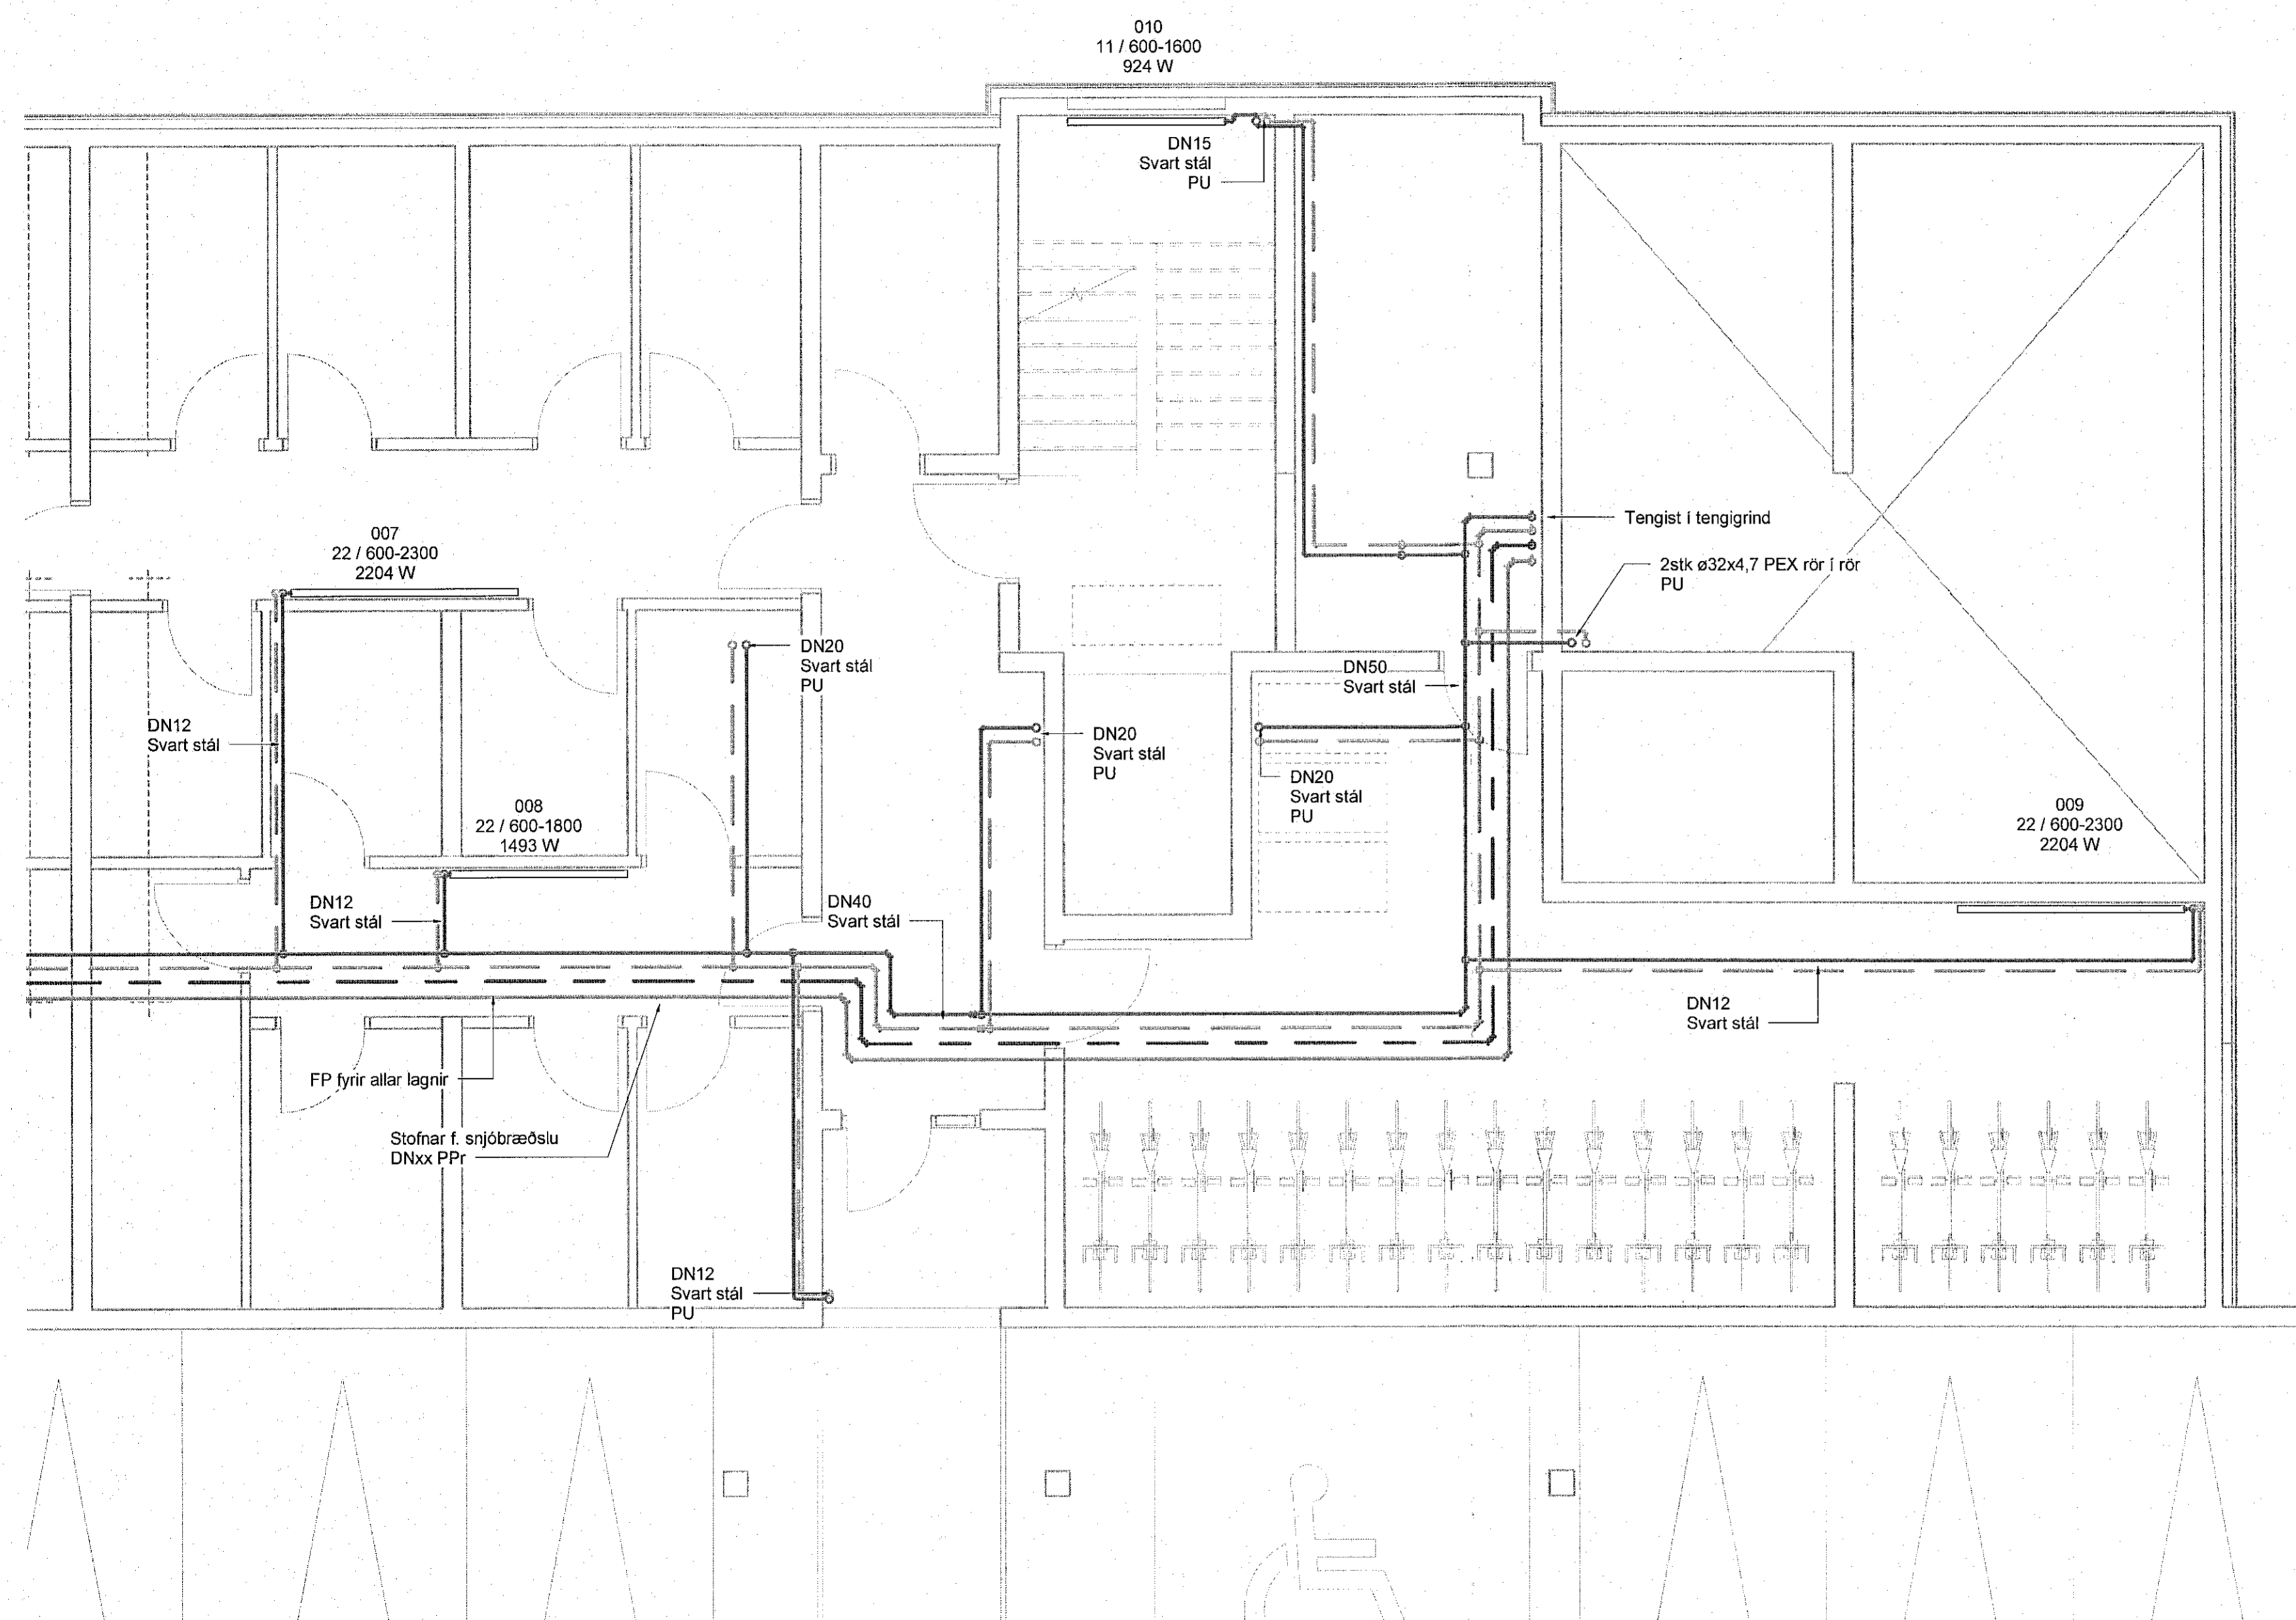 010
11 / 600-1600
924 W
DN15
Svart stál
PU
Tengist í tengigrind
007
22 / 600-2300
2204 W
2stk ø32x4,7 PEX rör í rör
PU
DN20
Svart stál
PU
DN50
Svart stál
DN12
Svart stál
DN20
Svart stál
PU
DN20
Svart stál
PU
008
22 / 600-1800
1493 W
009
22 / 600-2300
2204 W
DN12
Svart stál
DN40
Svart stál
DN12
Svart stál
FP fyrir allar lagnir
Stofnar f. snjóbræðslu
DNxx PPr
DN12
Svart stál
PU